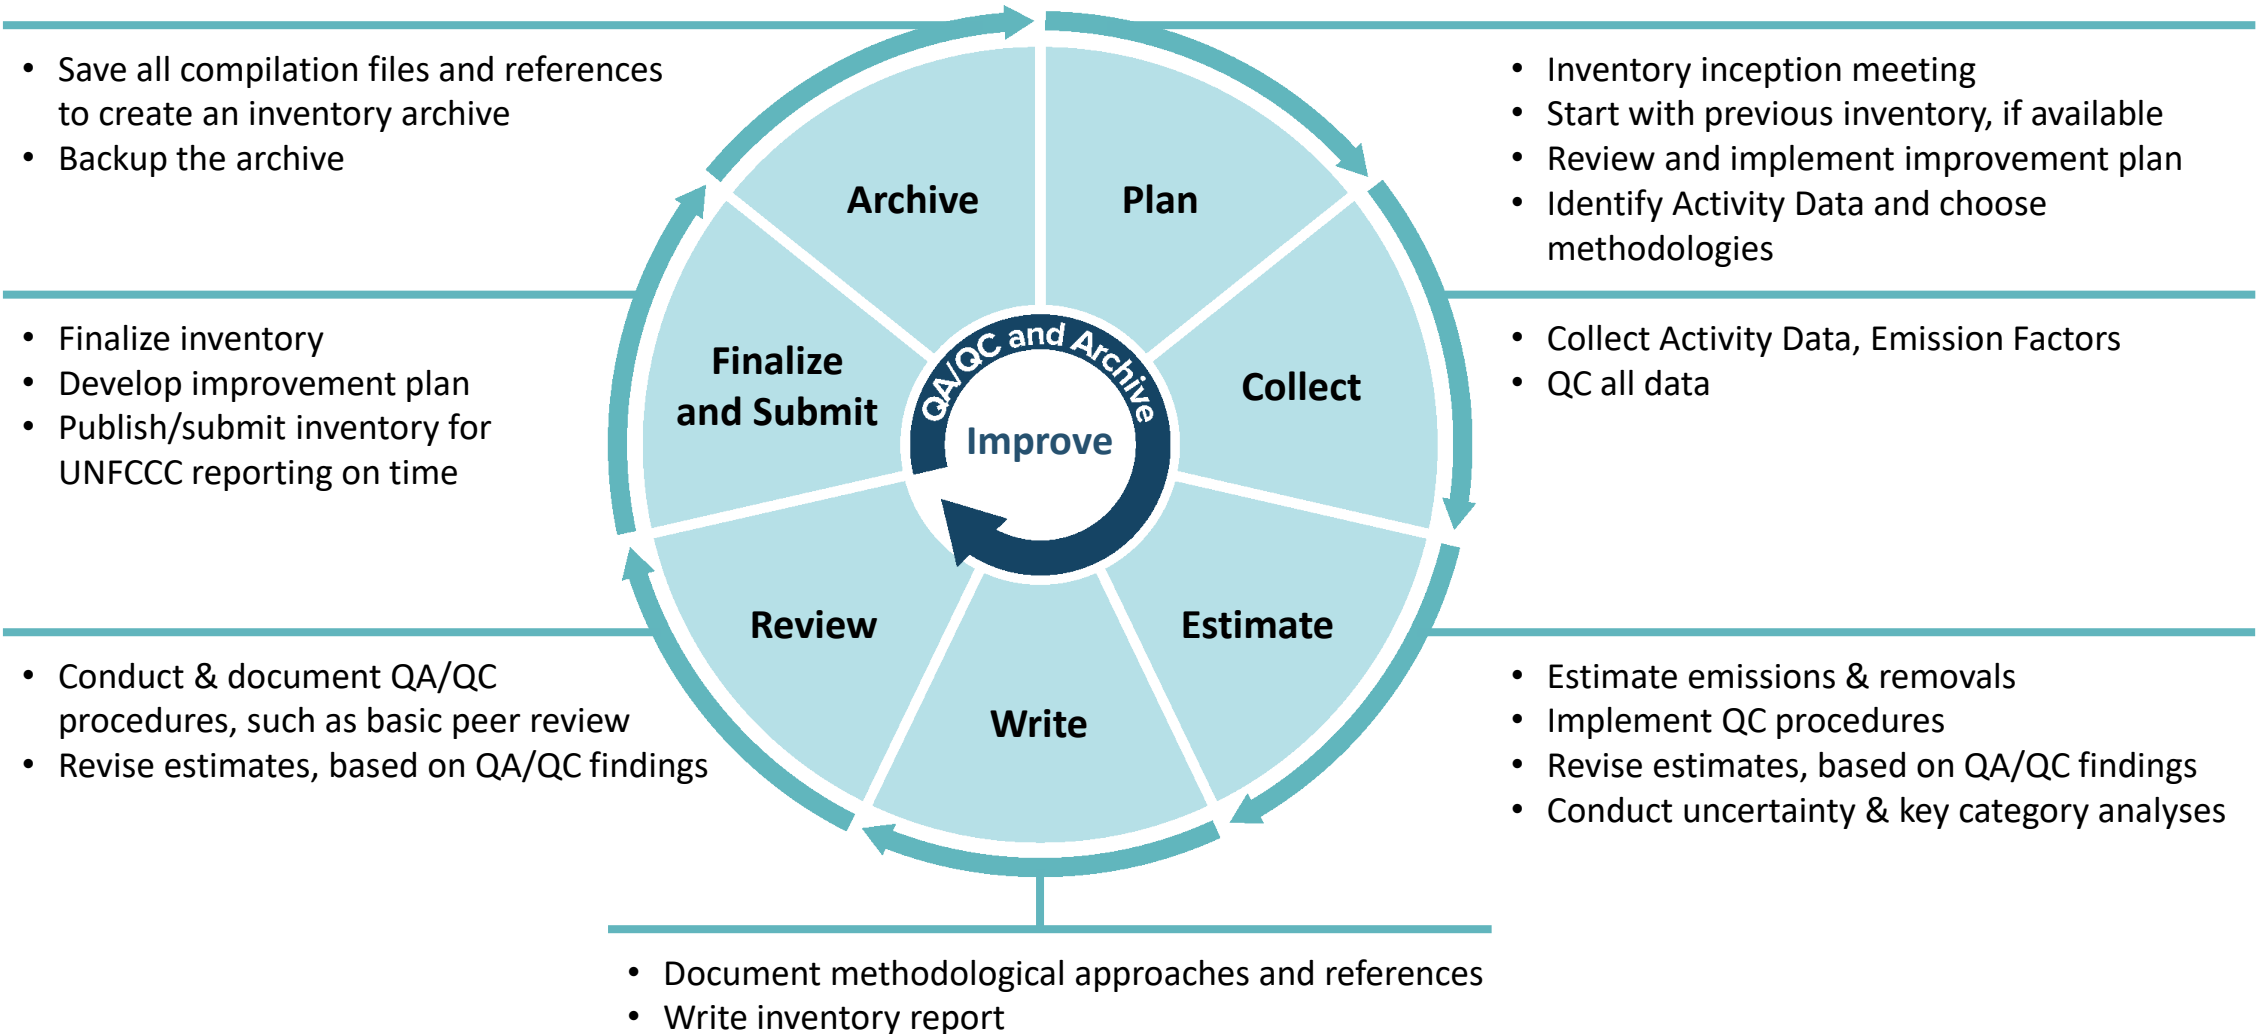 • Save all compilation files and references
to create an inventory archive
• Backup the archive
• Inventory inception meeting
• Start with previous inventory, if available
• Review and implement improvement plan
• Identify Activity Data and choose
methodologies
Archive
Plan
• Finalize inventory
• Develop improvement plan
• Publish/submit inventory for
UNFCCC reporting on time
Finalize
and Submit
QA/QC and Archive
Improve
Collect
• Collect Activity Data, Emission Factors
• QC all data
• Conduct & document QA/QC
procedures, such as basic peer review
• Revise estimates, based on QA/QC findings
Review
Write
Estimate
• Estimate emissions & removals
• Implement QC procedures
• Revise estimates, based on QA/QC findings
• Conduct uncertainty & key category analyses
• Document methodological approaches and references
• Write inventory report